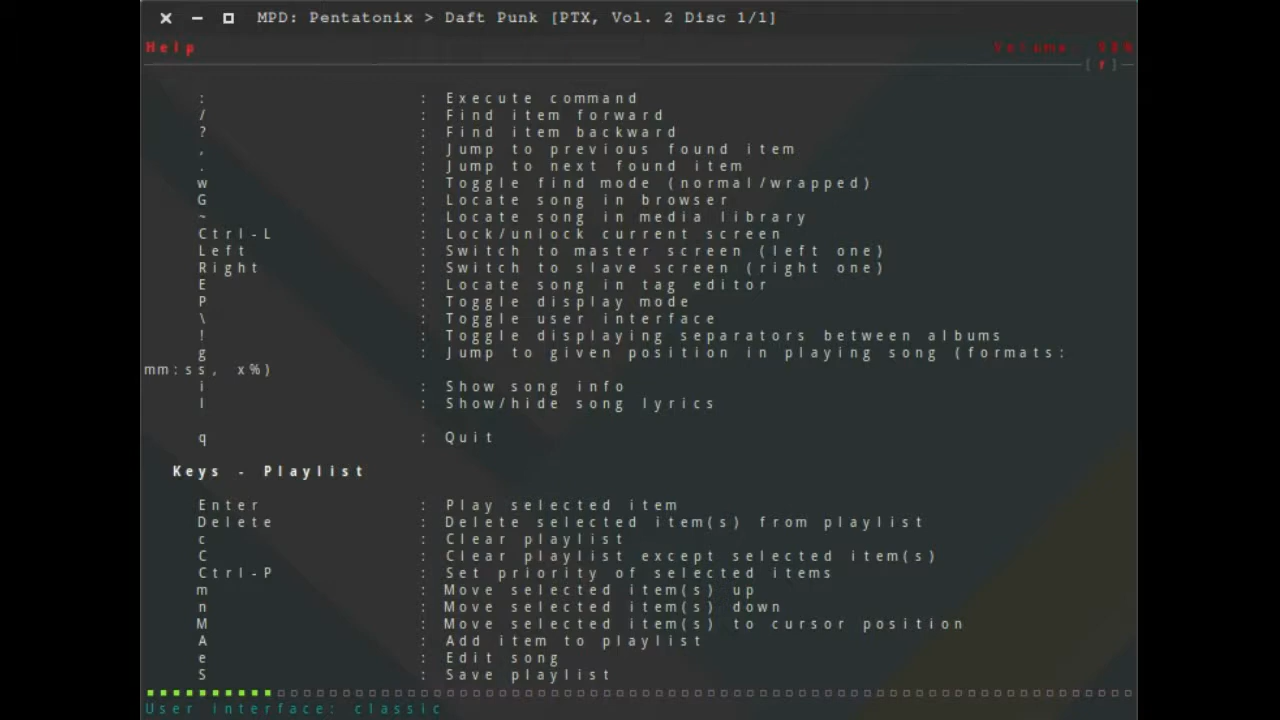 MPD: Pentatonix > Daft Punk [PTX, Vol. 2 Disc 1/1]
Help Volume:
[r]
: : Execute command
/ : Find item forward
? : Find item backward
, : Jump to previous found item
. : Jump to next found item
w : Toggle find mode (normal/wrapped)
G : Locate song in browser
~ : Locate song in media library
Ctrl-L : Lock/unlock current screen
Left : Switch to master screen (left one)
Right : Switch to slave screen (right one)
E : Locate song in tag editor
P : Toggle display mode
\ : Toggle user interface
! : Toggle displaying separators between albums
g : Jump to given position in playing song (formats:
mm:ss, x%)
i : Show song info
l : Show/hide song lyrics
q : Quit
Keys - Playlist
Enter : Play selected item
Delete : Delete selected item(s) from playlist
c : Clear playlist
C : Clear playlist except selected item(s)
Ctrl-P : Set priority of selected items
m : Move selected item(s) up
n : Move selected item(s) down
M : Move selected item(s) to cursor position
A : Add item to playlist
e : Edit song
S : Save playlist
User interface: classic